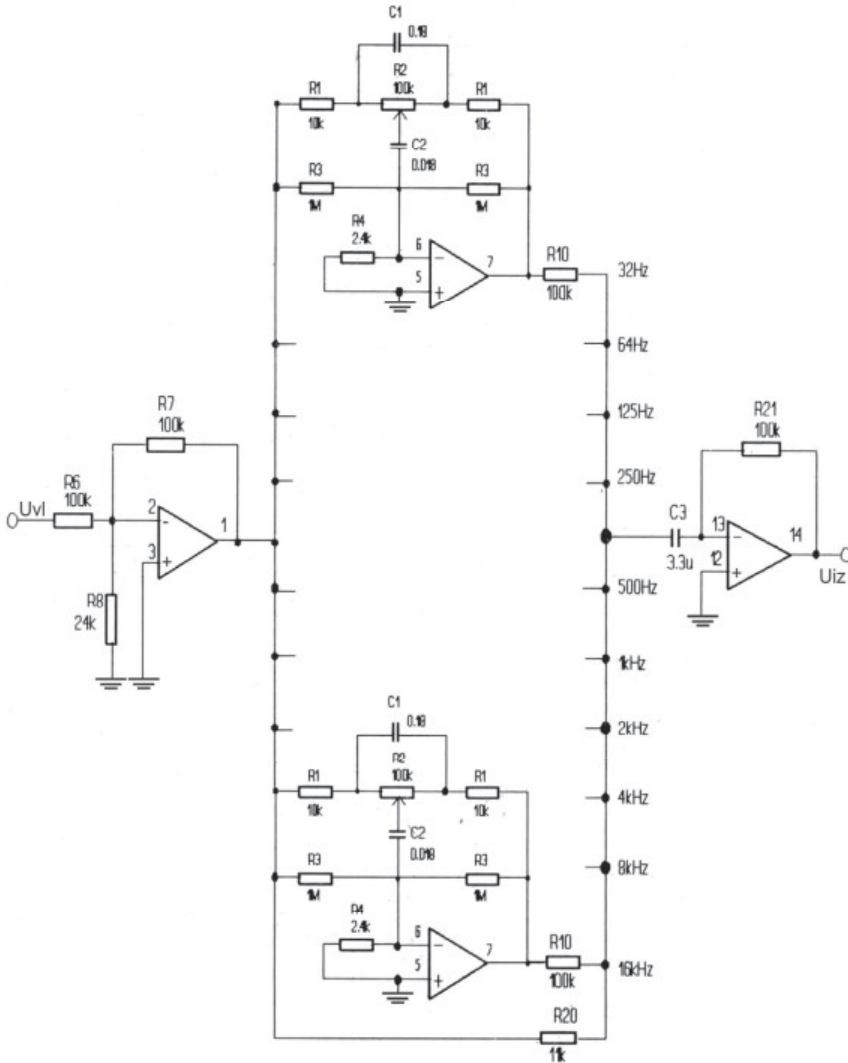 C1
0.18
R1
R2
100k
R1
10k
10k
C2
0.018
R3
1M
R3
1M
R4
2.4k
6
5
7
R10
100k
32Hz
64Hz
125Hz
250Hz
R7
100k
R6
100k
Uvl
2
3
1
R8
24k
R21
100k
C3
3.3u
13
12
14
Uiz
500Hz
1kHz
2kHz
4kHz
8kHz
16kHz
C1
0.18
R1
R2
100k
R1
10k
10k
C2
0.018
R3
1M
R3
1M
R4
2.4k
6
5
7
R10
100k
R20
11k